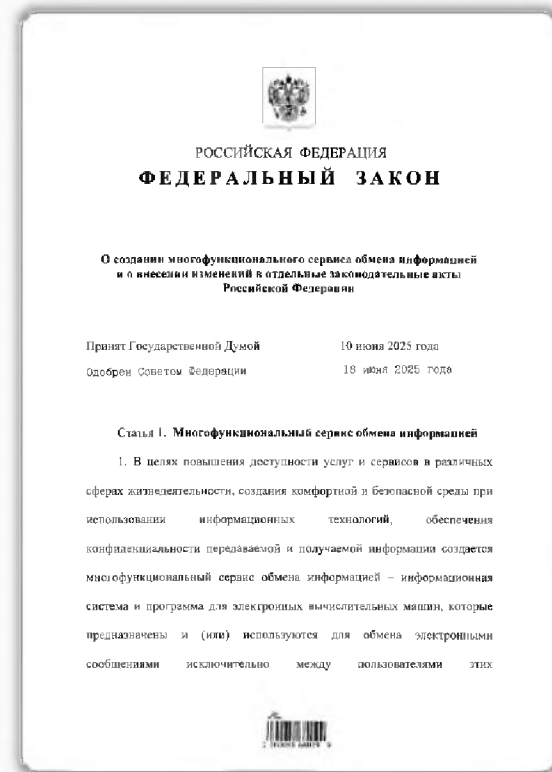 РОССИЙСКАЯ ФЕДЕРАЦИЯ
ФЕДЕРАЛЬНЫЙ ЗАКОН
О создании многофункционального сервиса обмена информацией
и о внесении изменений в отдельные законодательные акты
Российской Федерации
Принят Государственной Думой 10 июня 2025 года
Одобрен Советом Федерации 18 июня 2025 года
Статья 1. Многофункциональный сервис обмена информацией
1. В целях повышения доступности услуг и сервисов в различных
сферах жизнедеятельности, создания комфортной и безопасной среды при
использовании информационных технологий, обеспечения
конфиденциальности передаваемой и получаемой информации создается
многофункциональный сервис обмена информацией – информационная
система и программа для электронных вычислительных машин, которые
предназначены и (или) используются для обмена электронными
сообщениями исключительно между пользователями этих